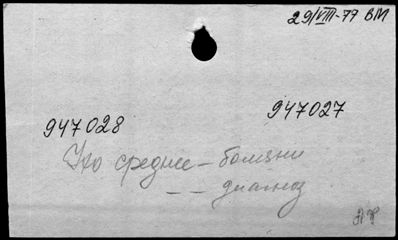 29/VIII-77 ВМ
947027
947028
Ухо среднее – болезни
– – диагноз